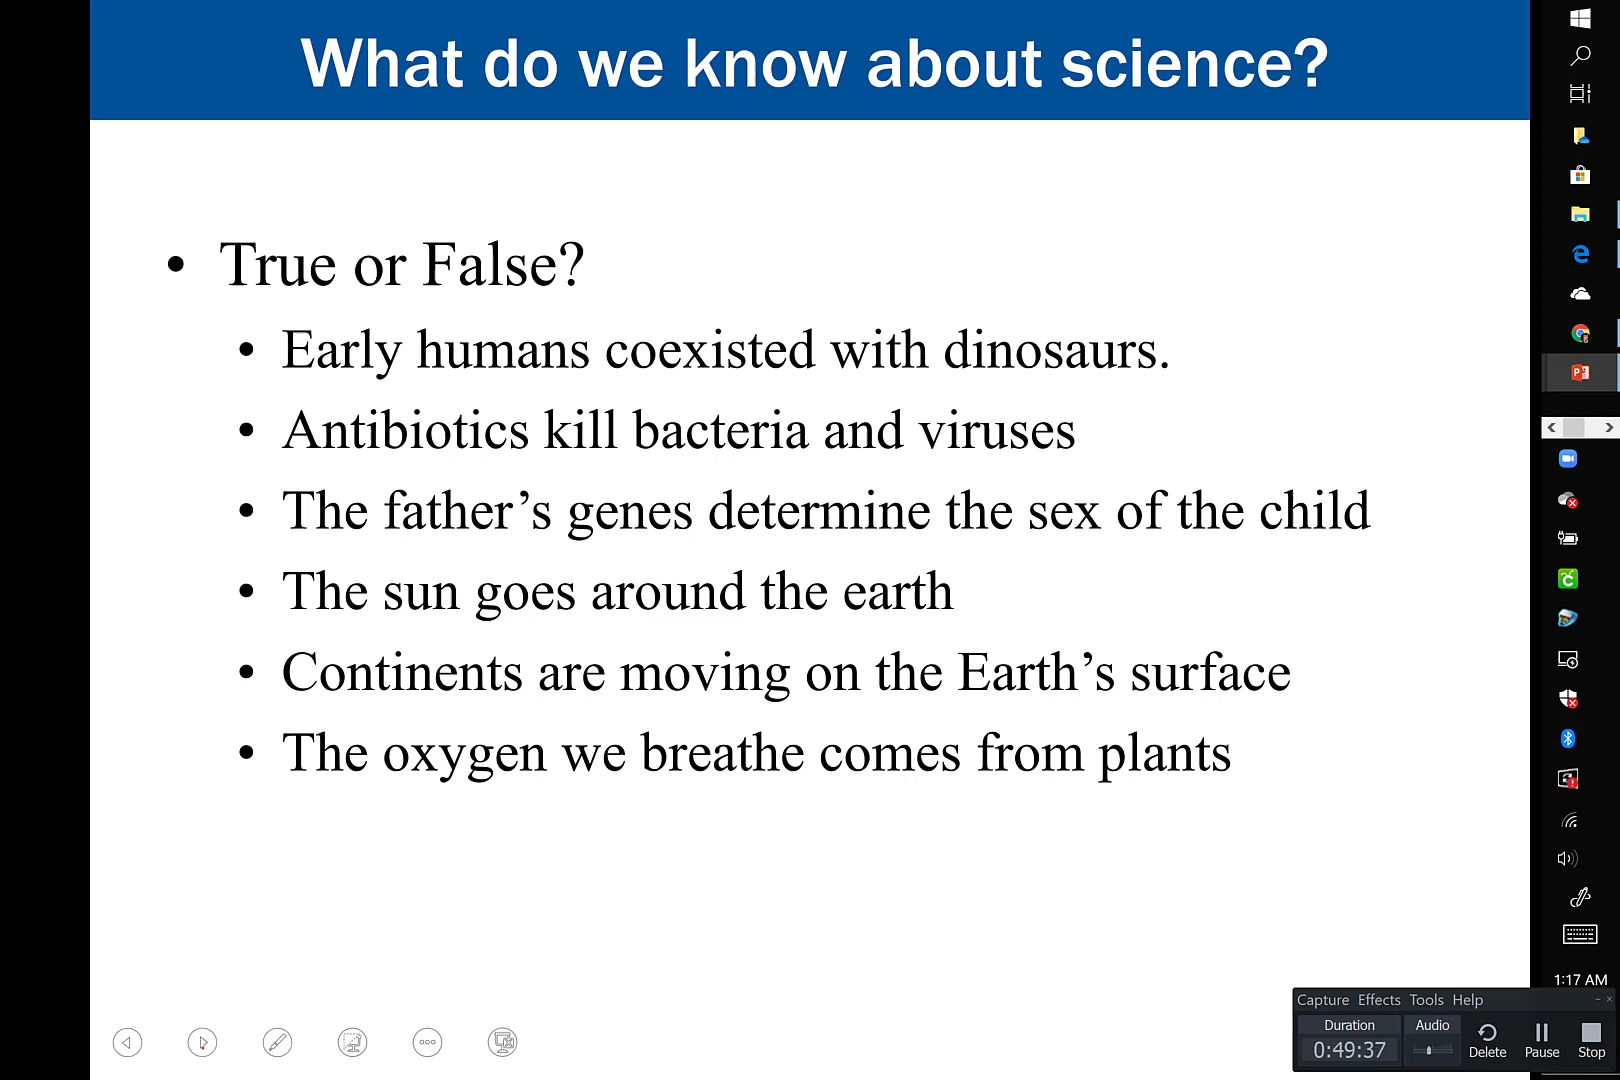 What do we know about science?
• True or False?
• Early humans coexisted with dinosaurs.
• Antibiotics kill bacteria and viruses
• The father’s genes determine the sex of the child
• The sun goes around the earth
• Continents are moving on the Earth’s surface
• The oxygen we breathe comes from plants
1:17 AM
Capture Effects Tools Help
Duration Audio
0:49:37 Delete Pause Stop